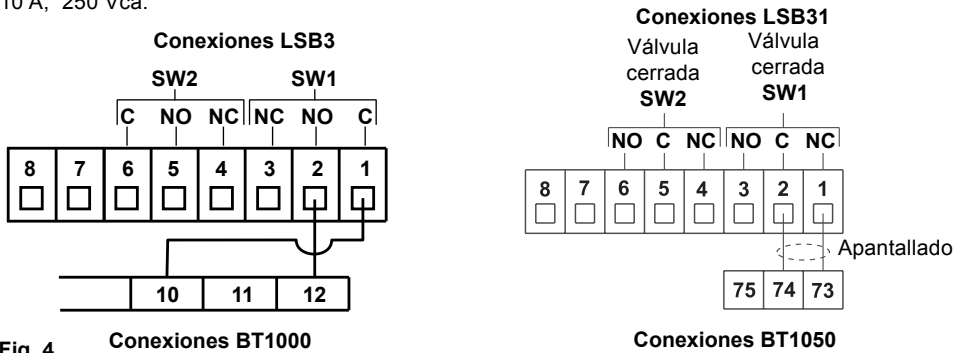 10 A, 250 Vca.
Conexiones LSB3
SW2 SW1
C NO NC NC NO C
8 7 6 5 4 3 2 1
10 11 12
Fig. 4
Conexiones BT1000
Conexiones LSB31
Válvula cerrada SW2
Válvula cerrada SW1
NO C NC NO C NC
8 7 6 5 4 3 2 1
Apantallado
75 74 73
Conexiones BT1050